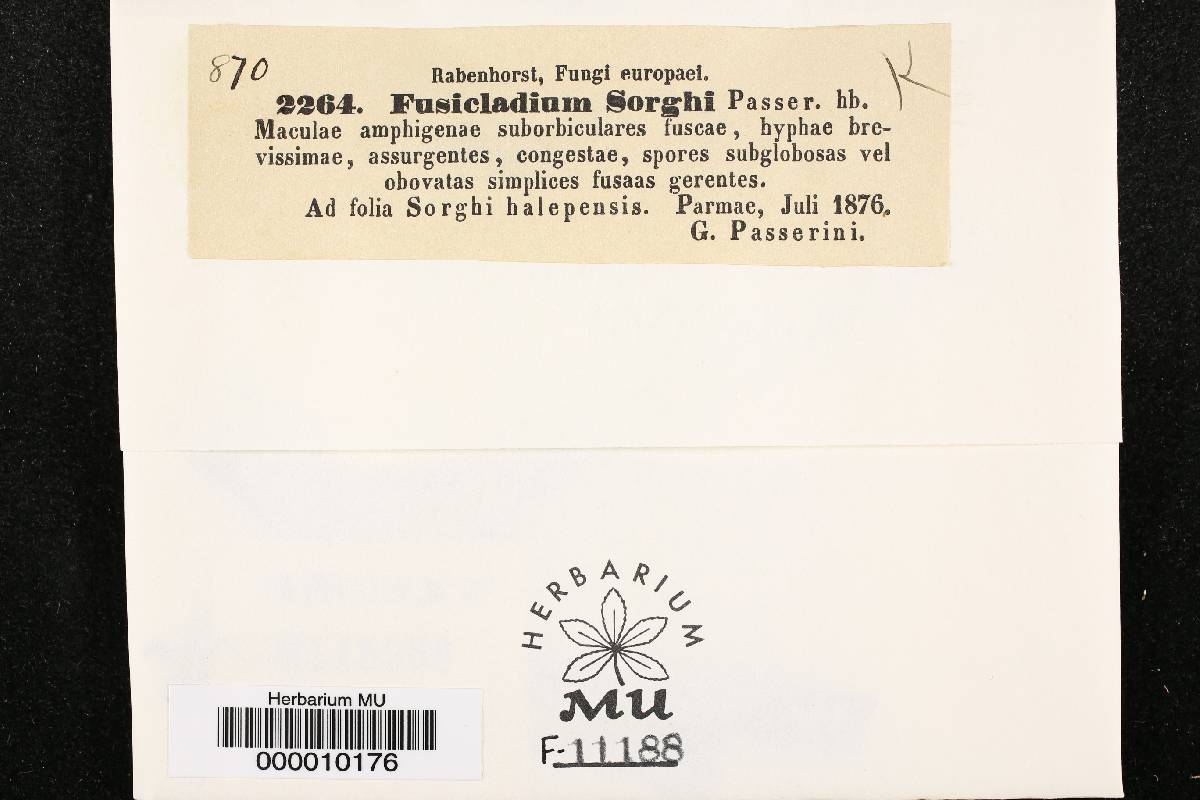 870
K
Rabenhorst, Fungi europaei.
2264. Fusicladium Sorghi Passer. hb.
Maculae amphigenae suborbiculares fuscae, hyphae bre-
vissimae, assurgentes, congestae, spores subglobosas vel
obovatas simplices fusaas gerentes.
Ad folia Sorghi halepensis. Parmae, Juli 1876.
G. Passerini.
HERBARIUM
MU
F-11188
Herbarium MU
000010176